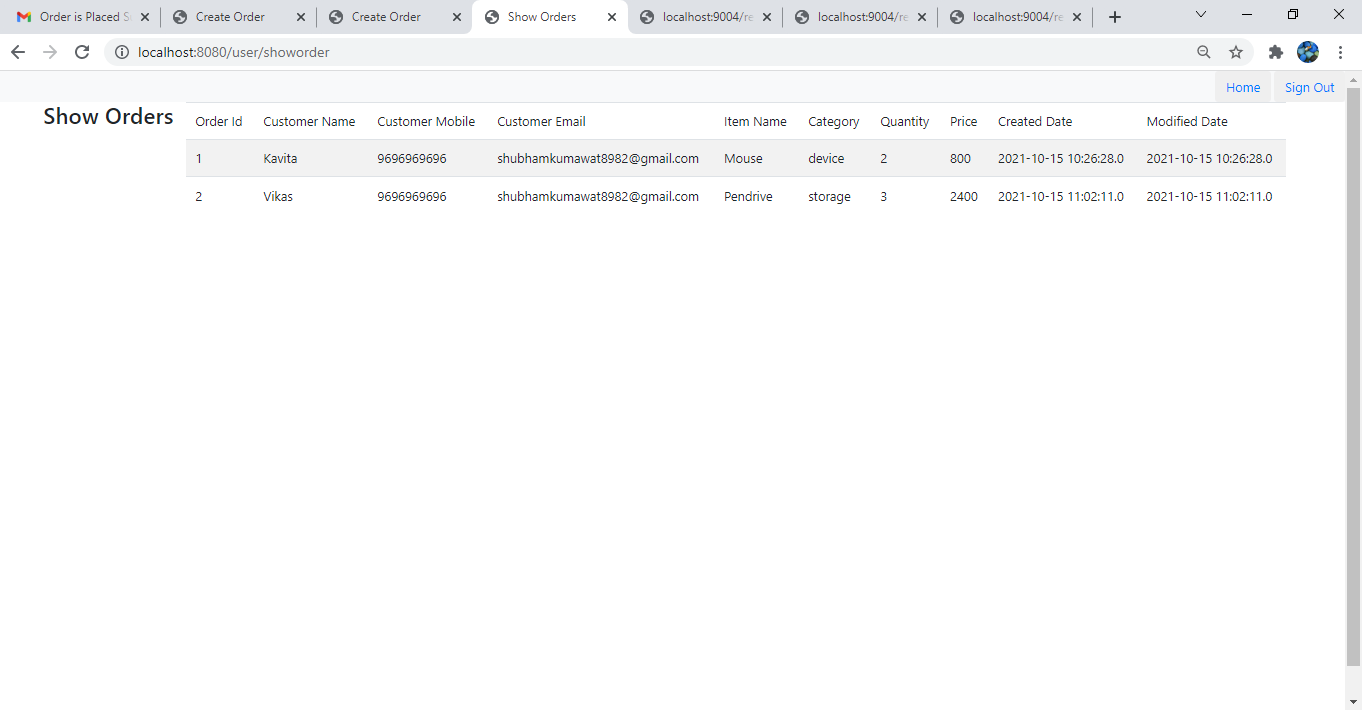 Order is Placed S
Create Order
Create Order
Show Orders
localhost:9004/re
localhost:9004/re
localhost:9004/re
localhost:8080/user/showorder
Home Sign Out
Show Orders
Order Id Customer Name Customer Mobile Customer Email Item Name Category Quantity Price Created Date Modified Date
1 Kavita 9696969696 shubhamkumawat8982@gmail.com Mouse device 2 800 2021-10-15 10:26:28.0 2021-10-15 10:26:28.0
2 Vikas 9696969696 shubhamkumawat8982@gmail.com Pendrive storage 3 2400 2021-10-15 11:02:11.0 2021-10-15 11:02:11.0